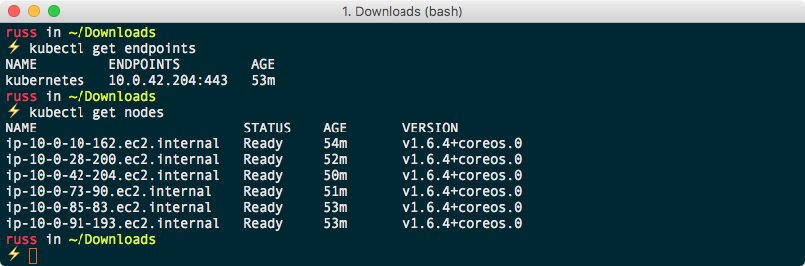 1. Downloads (bash)
russ in ~/Downloads
⚡ kubectl get endpoints
NAME         ENDPOINTS         AGE
kubernetes   10.0.42.204:443   53m
russ in ~/Downloads
⚡ kubectl get nodes
NAME                          STATUS    AGE       VERSION
ip-10-0-10-162.ec2.internal   Ready     54m       v1.6.4+coreos.0
ip-10-0-28-200.ec2.internal   Ready     52m       v1.6.4+coreos.0
ip-10-0-42-204.ec2.internal   Ready     50m       v1.6.4+coreos.0
ip-10-0-73-90.ec2.internal    Ready     51m       v1.6.4+coreos.0
ip-10-0-85-83.ec2.internal    Ready     53m       v1.6.4+coreos.0
ip-10-0-91-193.ec2.internal   Ready     53m       v1.6.4+coreos.0
russ in ~/Downloads
⚡